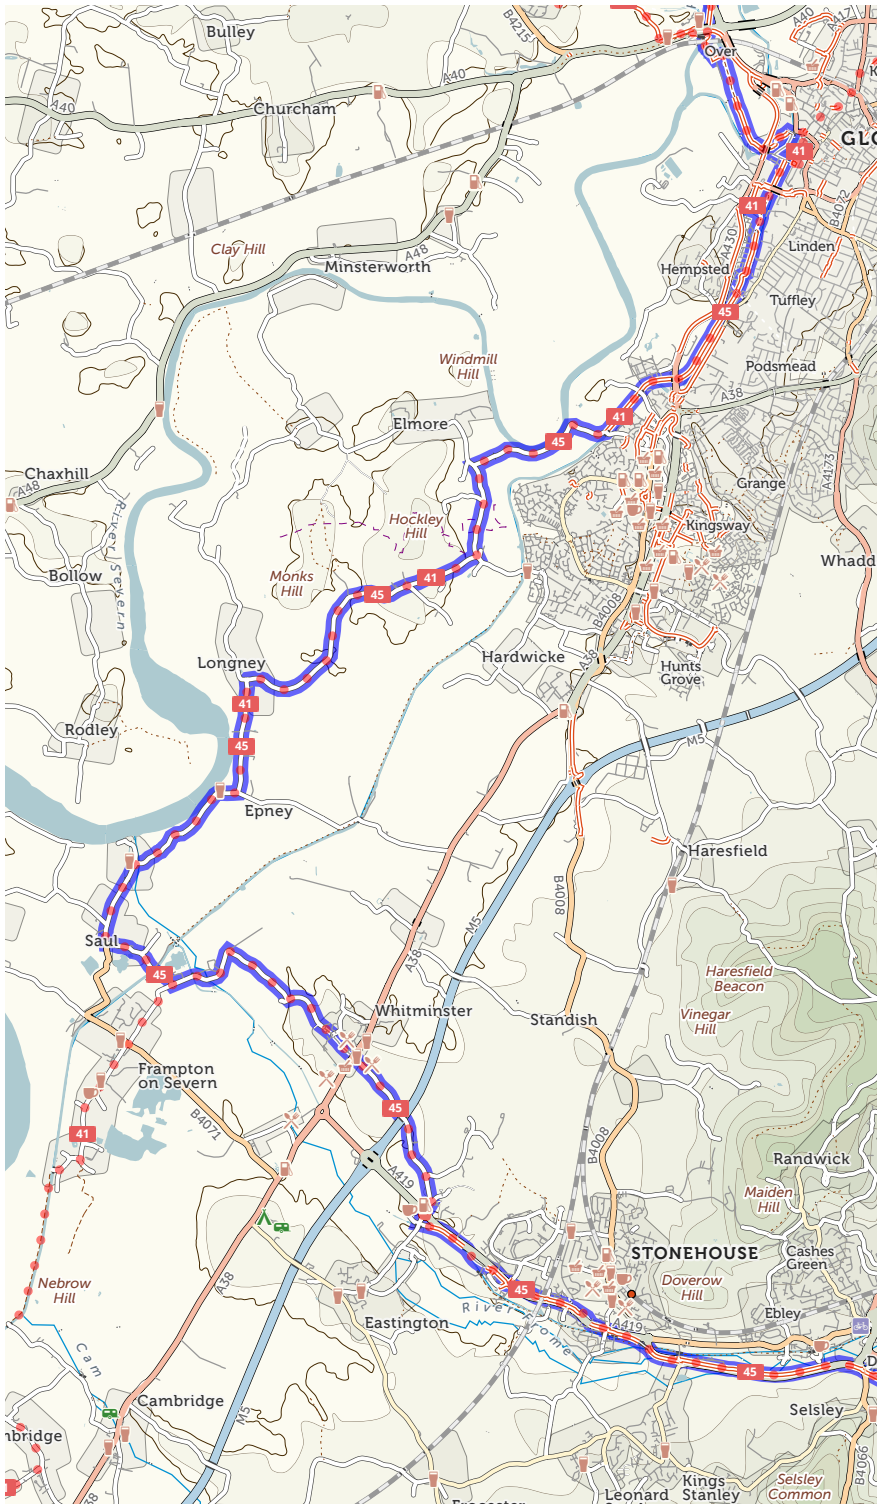 Bulley
B4215
A40
A417
Over
K
A40
A40
Churcham
GLO
41
B4072
41
A430
Linden
Clay Hill
A48
Minsterworth
Hempsted
Tuffley
45
Windmill
Hill
Podsmead
A38
Elmore
41
45
Chaxhill
A48
A4173
Grange
River Severn
Hockley
Hill
Kingsway
Whadd
Bollow
Monks
Hill
41
45
B4008
Longney
Hardwicke
A38
Hunts
Grove
41
Rodley
45
M5
Epney
Haresfield
B4008
Saul
M5
A38
45
Haresfield
Beacon
Whitminster
Standish
Vinegar
Hill
Frampton
on Severn
45
B4071
41
B4008
Randwick
A419
Maiden
Hill
STONEHOUSE
Cashes
Green
Nebrow
Hill
A38
45
Doverow
Hill
River Frome
Ebley
Eastington
A419
Cam
45
D
Cambridge
Selsley
M5
mbridge
B4066
Kings
Stanley
Selsley
Common
Leonard
38